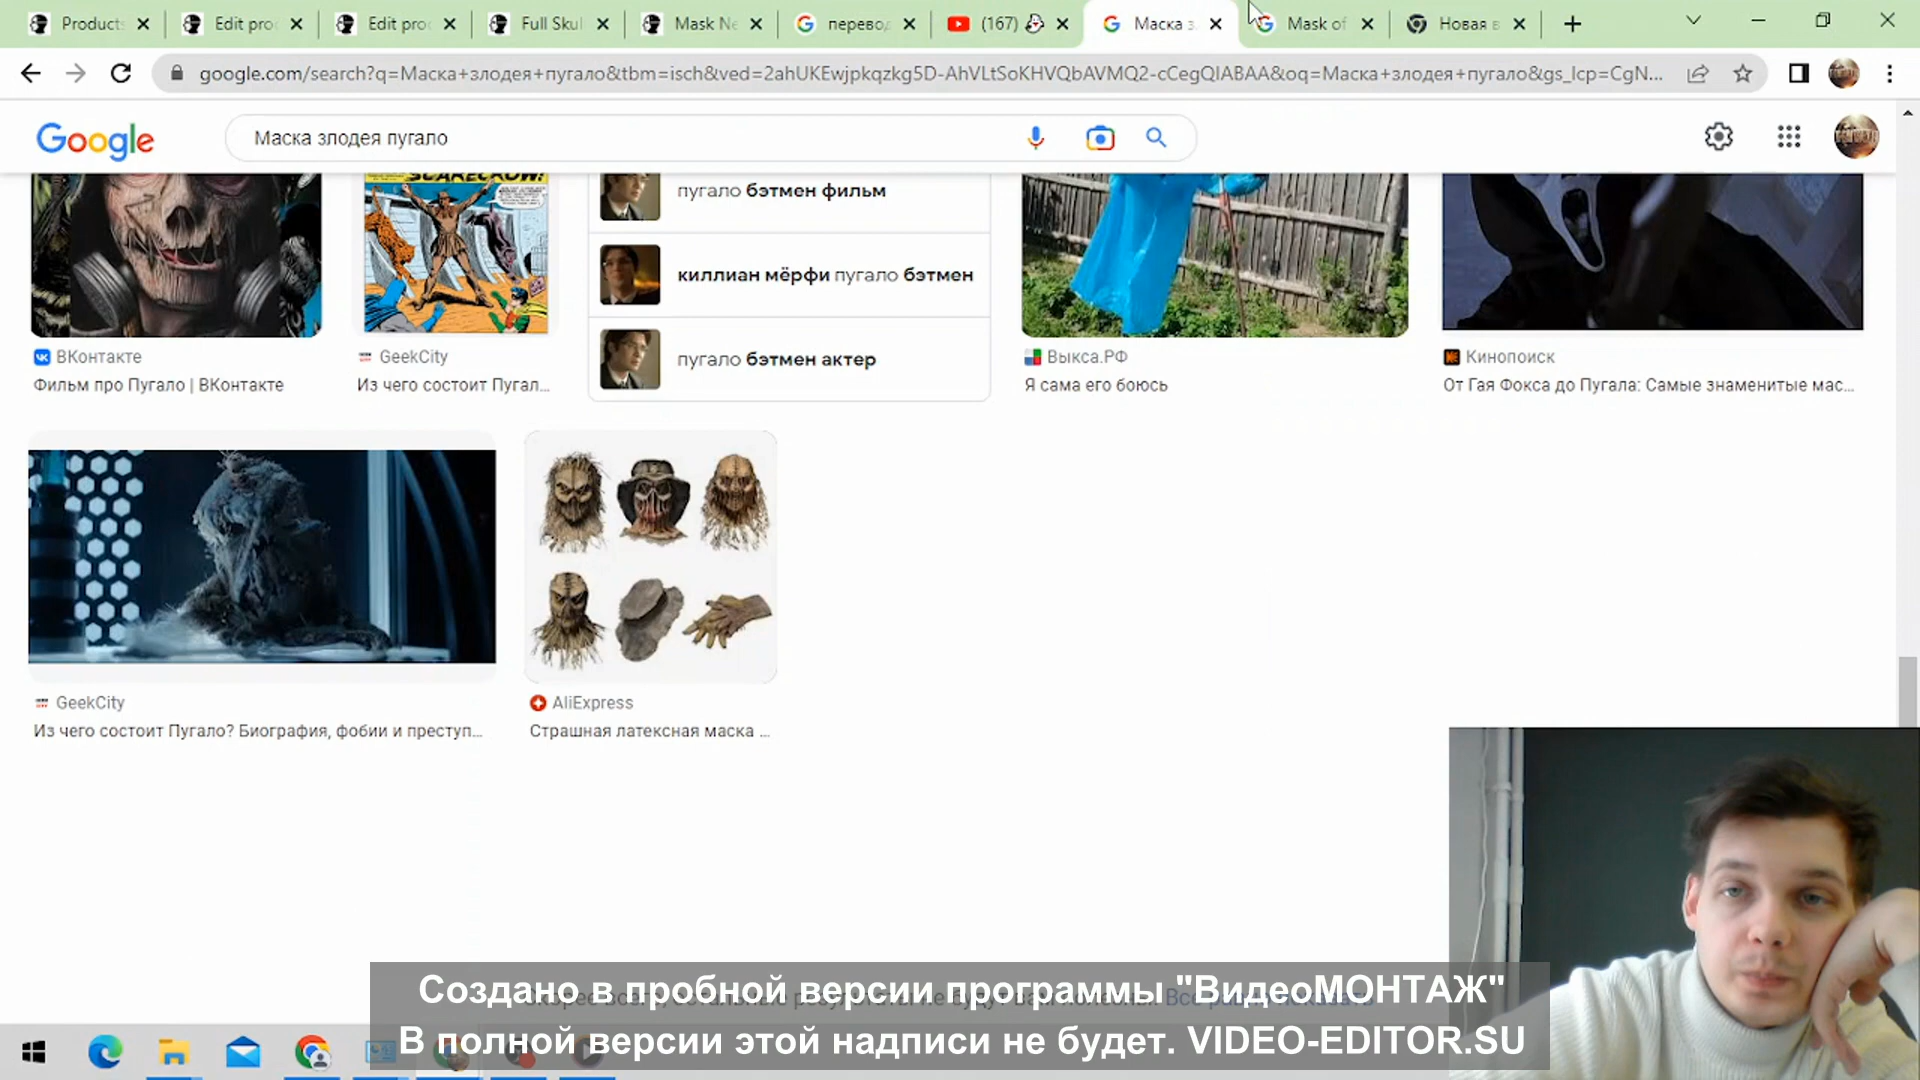 Products
Edit pro
Edit pro
Full Skul
Mask Ne
перевод
(167)
Маска з
Mask of
Новая в
google.com/search?q=Маска+злодея+пугало&tbm=isch&ved=2ahUKEwjpkqzkg5D-AhVLtSoKHVQbAVMQ2-cCegQIABAA&oq=Маска+злодея+пугало&gs_lcp=CgN...
Google
Маска злодея пугало
SCARECROW!
пугало бэтмен фильм
киллиан мёрфи пугало бэтмен
пугало бэтмен актер
ВКонтакте
Фильм про Пугало | ВКонтакте
GeekCity
Из чего состоит Пугал...
Выкса.РФ
Я сама его боюсь
Кинопоиск
От Гая Фокса до Пугала: Самые знаменитые мас...
GeekCity
Из чего состоит Пугало? Биография, фобии и преступ...
AliExpress
Страшная латексная маска ...
Создано в пробной версии программы "ВидеоМОНТАЖ"
В полной версии этой надписи не будет. VIDEO-EDITOR.SU